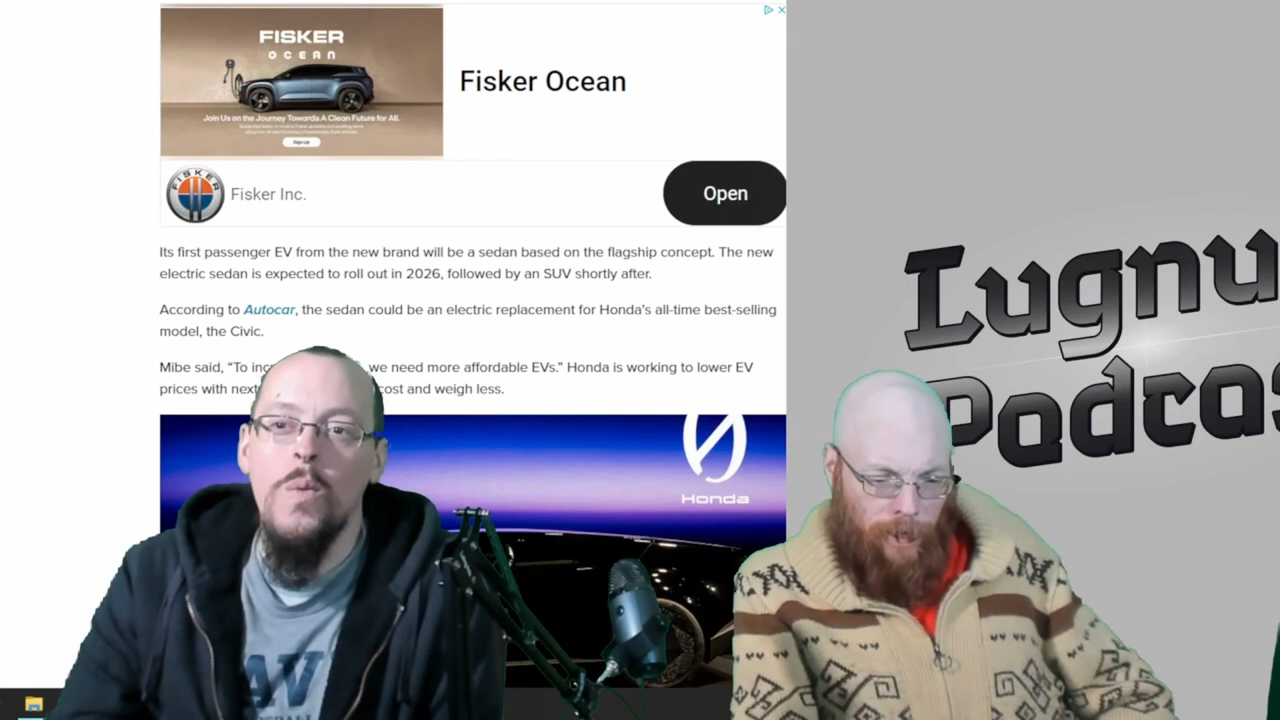 FISKER
OCEAN
Join Us on the Journey Towards A Clean Future for All.
Sign Up
Fisker Ocean
FISKER
Fisker Inc.
Open
Its first passenger EV from the new brand will be a sedan based on the flagship concept. The new
electric sedan is expected to roll out in 2026, followed by an SUV shortly after.
According to Autocar, the sedan could be an electric replacement for Honda's all-time best-selling
model, the Civic.
Mibe said, “To we need more affordable EVs.” Honda is working to lower EV
prices with cost and weigh less.
Honda
Lugnu
Podcas
AV